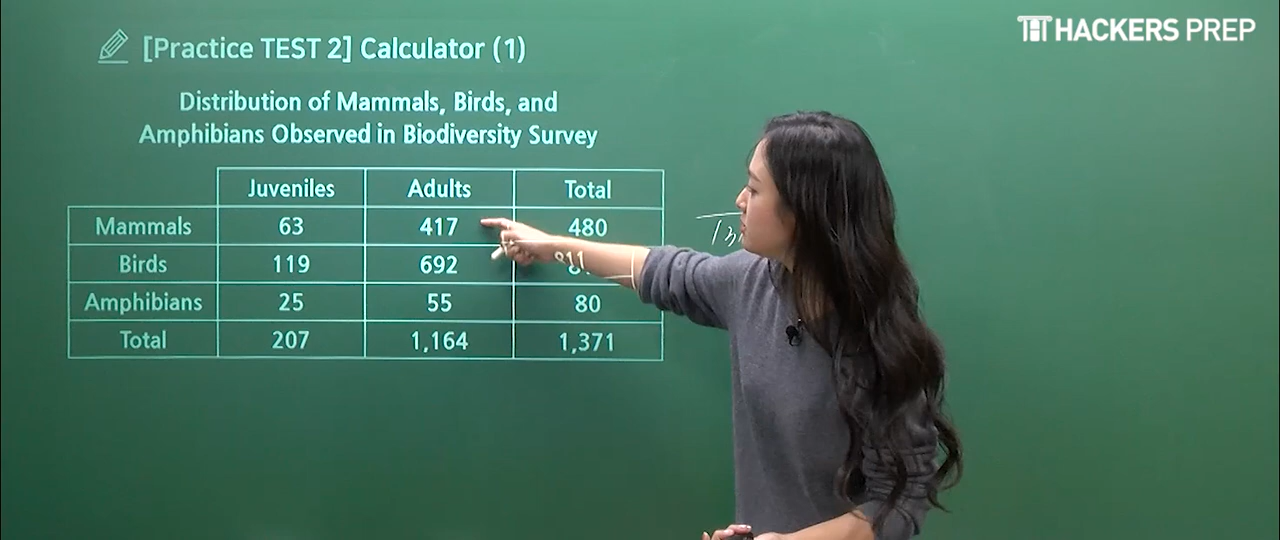 HACKERS PREP
[Practice TEST 2] Calculator (1)
Distribution of Mammals, Birds, and
Amphibians Observed in Biodiversity Survey
Juveniles Adults Total
Mammals 63 417 480
Birds 119 692 811
Amphibians 25 55 80
Total 207 1,164 1,371